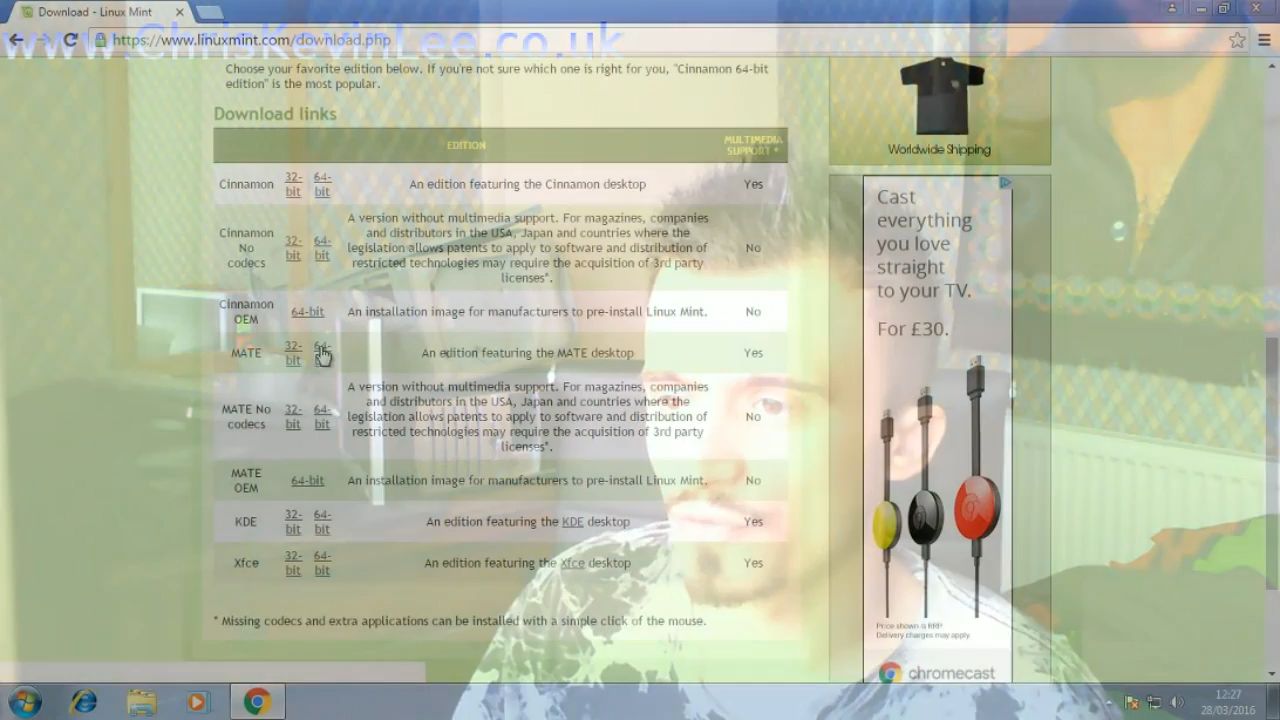 Download - Linux Mint
https://www.linuxmint.com/download.php
www.ChrisKevinLee.co.uk
Choose your favorite edition below. If you're not sure which one is right for you, "Cinnamon 64-bit
edition" is the most popular.
Download links
EDITION
MULTIMEDIA
SUPPORT *
Cinnamon 32-bit 64-bit An edition featuring the Cinnamon desktop Yes
Cinnamon No codecs 32-bit 64-bit
A version without multimedia support. For magazines, companies
and distributors in the USA, Japan and countries where the
legislation allows patents to apply to software and distribution of
restricted technologies may require the acquisition of 3rd party
licenses*.
No
Cinnamon OEM 64-bit An installation image for manufacturers to pre-install Linux Mint. No
MATE 32-bit 64-bit An edition featuring the MATE desktop Yes
MATE No codecs 32-bit 64-bit
A version without multimedia support. For magazines, companies
and distributors in the USA, Japan and countries where the
legislation allows patents to apply to software and distribution of
restricted technologies may require the acquisition of 3rd party
licenses*.
No
MATE OEM 64-bit An installation image for manufacturers to pre-install Linux Mint. No
KDE 32-bit 64-bit An edition featuring the KDE desktop Yes
Xfce 32-bit 64-bit An edition featuring the Xfce desktop Yes
* Missing codecs and extra applications can be installed with a simple click of the mouse.
Worldwide Shipping
Cast
everything
you love
straight
to your TV.
For £30.
Price shown is RRP.
Delivery charges may apply.
chromecast
12:27
28/03/2016